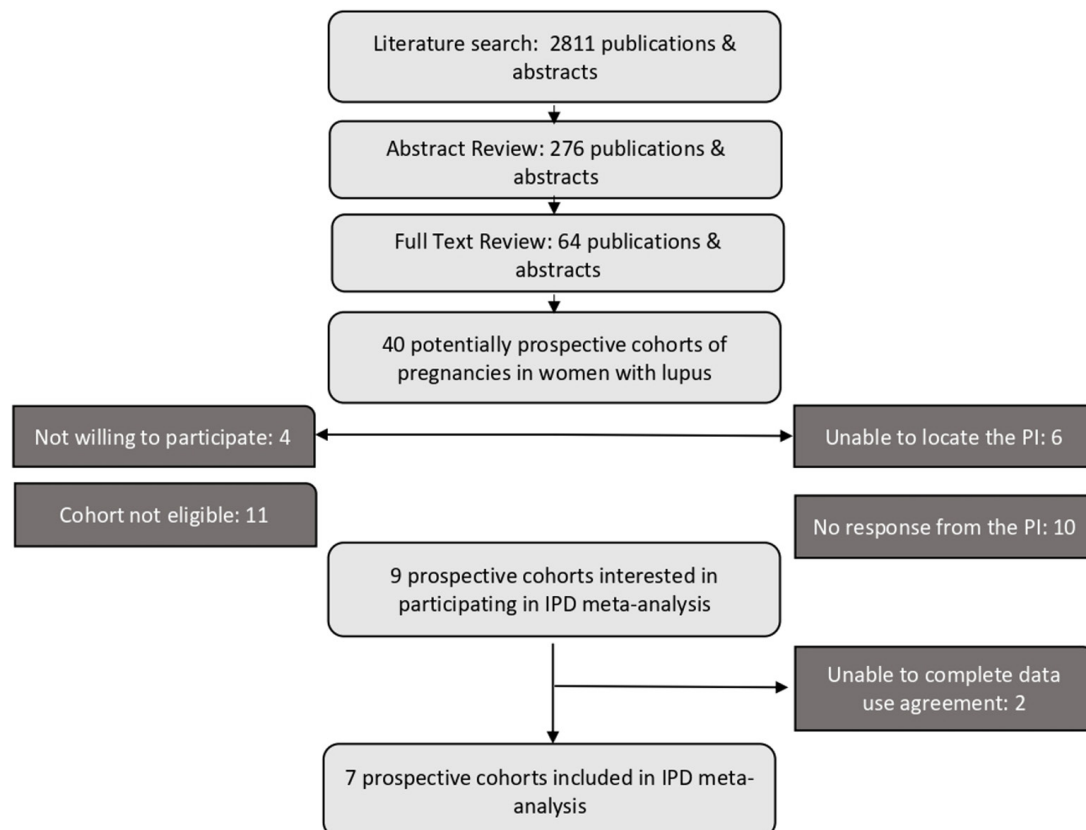 Literature search:  2811 publications &
abstracts
Abstract Review: 276 publications &
abstracts
Full Text Review: 64 publications &
abstracts
40 potentially prospective cohorts of
pregnancies in women with lupus
Not willing to participate: 4
Unable to locate the PI: 6
Cohort not eligible: 11
No response from the PI: 10
9 prospective cohorts interested in
participating in IPD meta-analysis
Unable to complete data
use agreement: 2
7 prospective cohorts included in IPD meta-
analysis